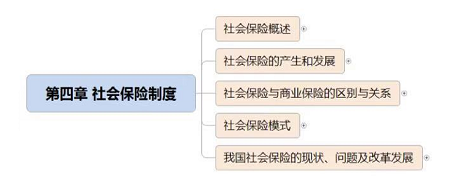 第四章 社会保险制度
社会保险概述
社会保险的产生和发展
社会保险与商业保险的区别与关系
社会保险模式
我国社会保险的现状、问题及改革发展